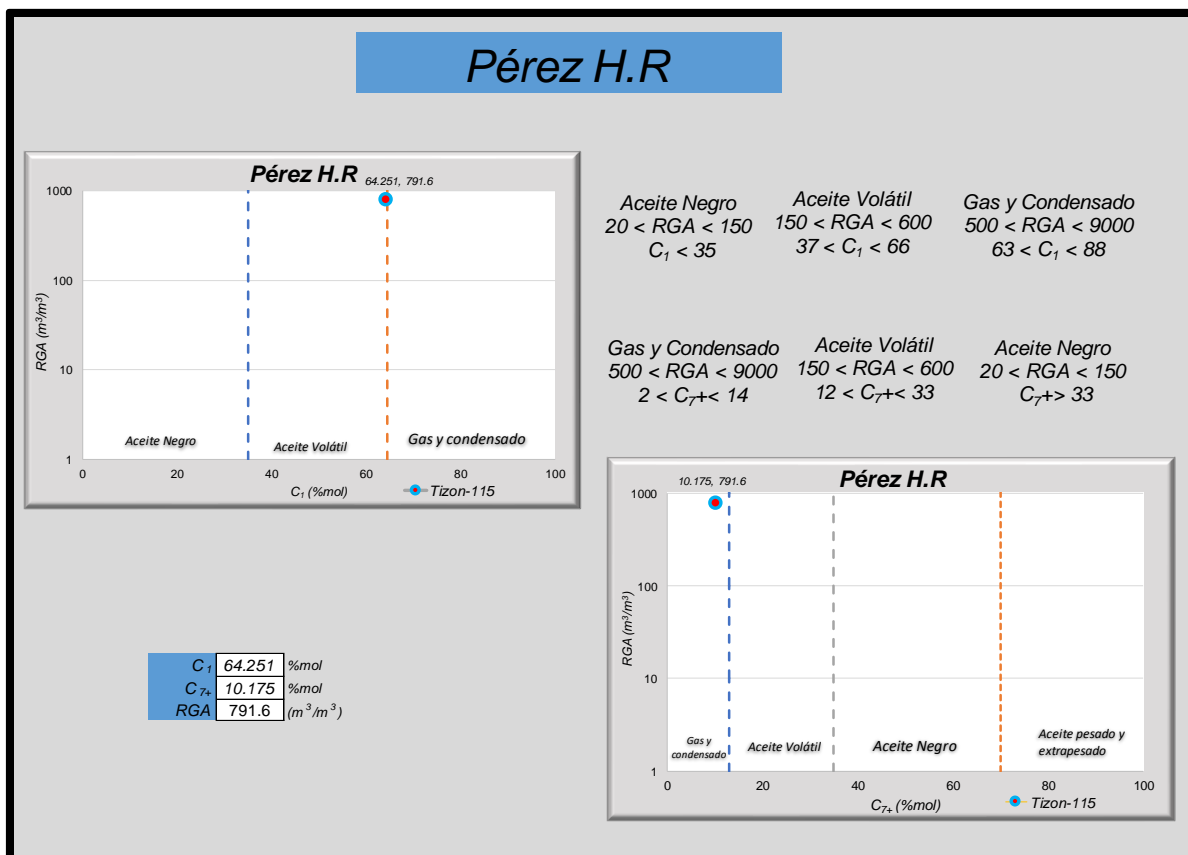 Pérez H.R
Pérez H.R
64.251, 791.6
1000
100
10
1
RGA (m³/m³)
Aceite Negro
Aceite Volátil
Gas y condensado
0 20 40 60 80 100
C₁ (%mol)
Tizon-115
Aceite Negro
20 < RGA < 150
C₁ < 35
Aceite Volátil
150 < RGA < 600
37 < C₁ < 66
Gas y Condensado
500 < RGA < 9000
63 < C₁ < 88
Gas y Condensado
500 < RGA < 9000
2 < C₇+< 14
Aceite Volátil
150 < RGA < 600
12 < C₇+< 33
Aceite Negro
20 < RGA < 150
C₇+> 33
C₁ 64.251 %mol
C₇₊ 10.175 %mol
RGA 791.6 (m³/m³)
Pérez H.R
10.175, 791.6
1000
100
10
1
RGA (m³/m³)
Gas y
condensado
Aceite Volátil
Aceite Negro
Aceite pesado y
extrapesado
0 20 40 60 80 100
C₇₊ (%mol)
Tizon-115